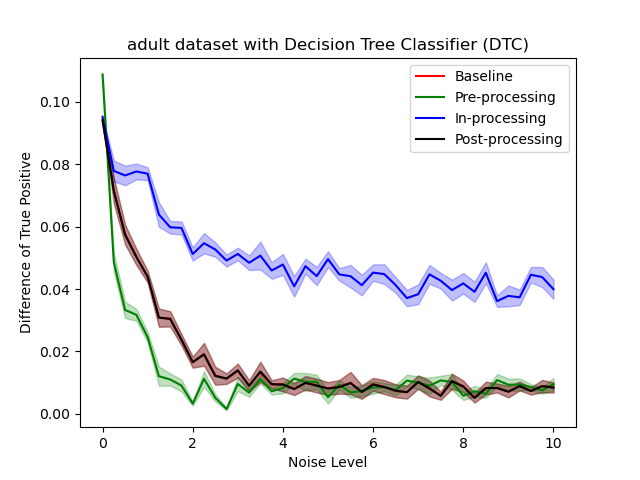 adult dataset with Decision Tree Classifier (DTC)
Baseline
Pre-processing
In-processing
Post-processing
Difference of True Positive
0.10
0.08
0.06
0.04
0.02
0.00
0 2 4 6 8 10
Noise Level